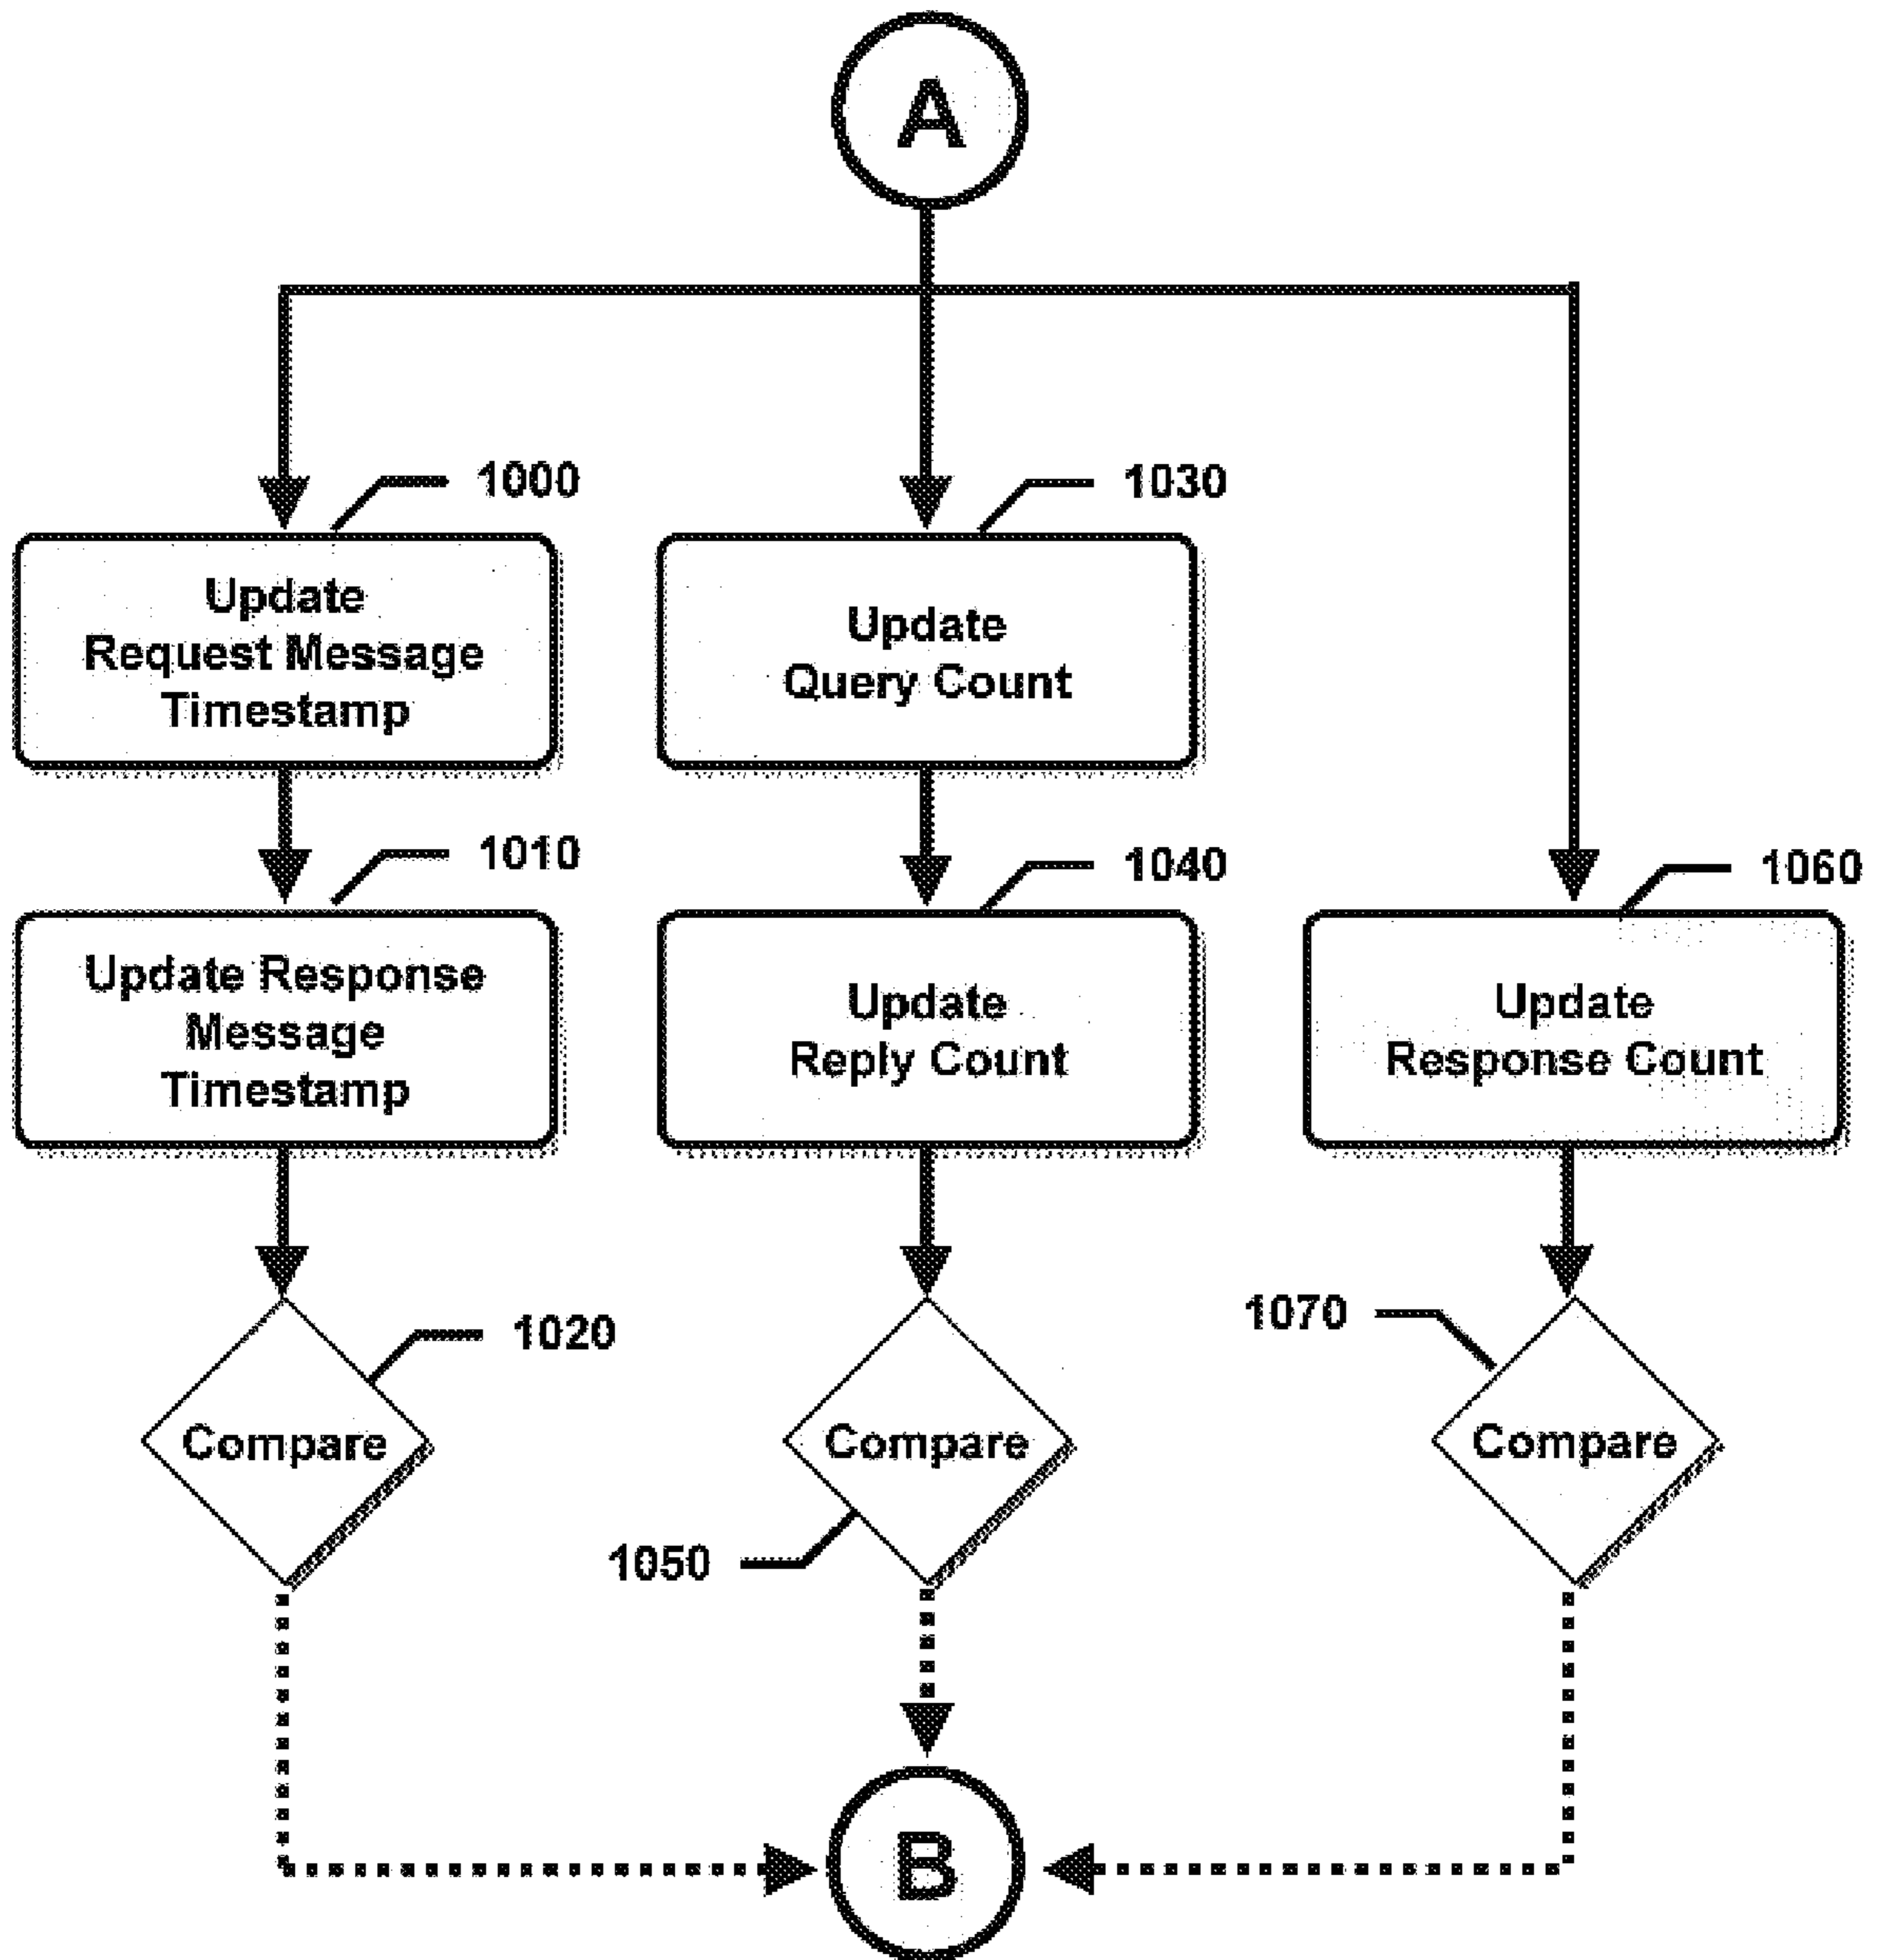 A
1000
1030
Update
Request Message
Timestamp
Update
Query Count
1010
1040
1060
Update Response
Message
Timestamp
Update
Reply Count
Update
Response Count
1020
1070
Compare
Compare
Compare
1050
B